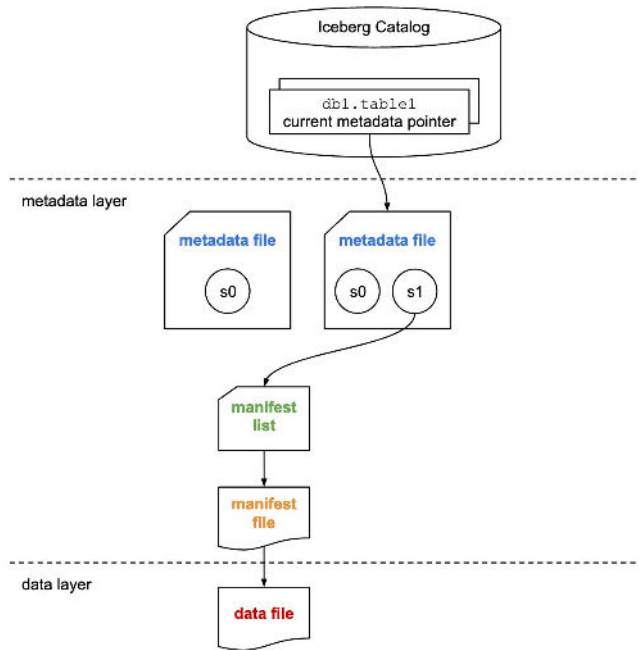 Iceberg Catalog
db1.table1
current metadata pointer
metadata layer
metadata file
s0
metadata file
s0
s1
manifest
list
manifest
file
data layer
data file